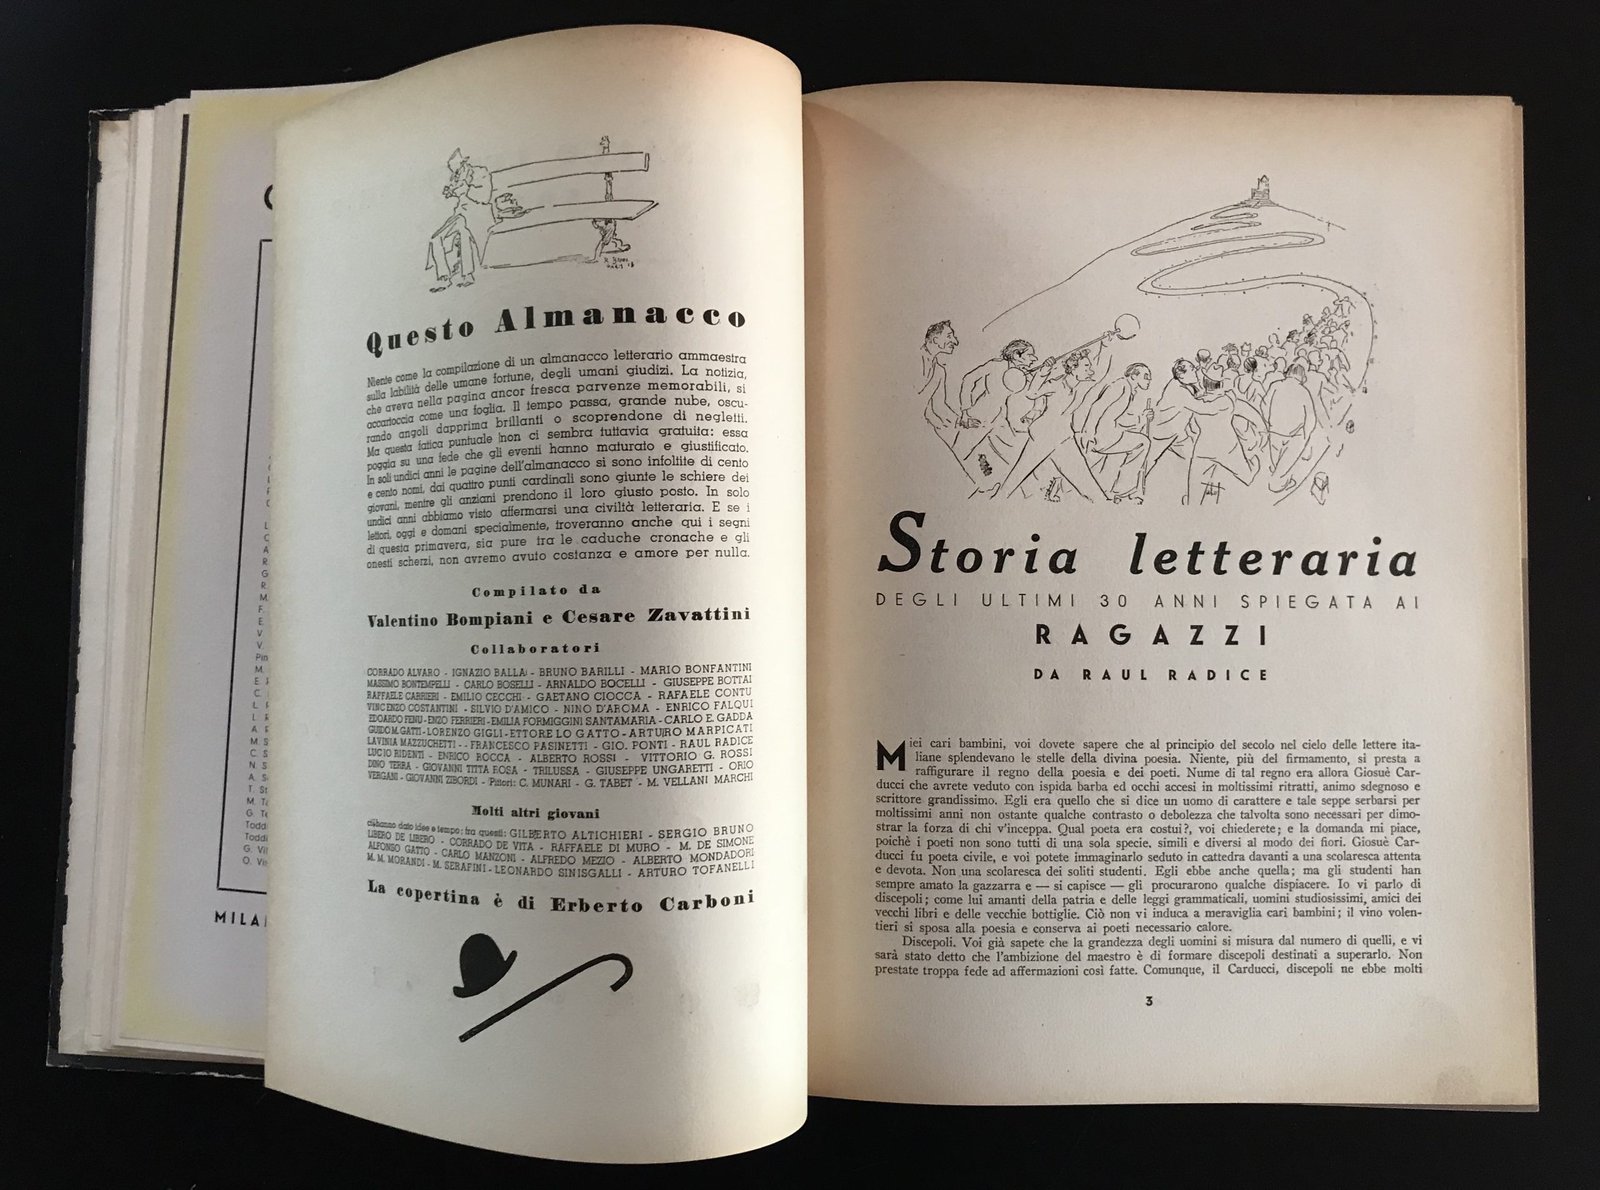 Questo Almanacco
Niente come la compilazione di un almanacco letterario ammaestra
sulla labilità delle umane fortune, degli umani giudizi. La notizia,
che aveva nella pagina ancor fresca parvenze memorabili, si
accartoccia come una foglia. Il tempo passa, grande nube, oscu-
rando angoli dapprima brillanti o scoprendone di negletti.
Ma questa fatica puntuale non ci sembra tuttavia gratuita: essa
poggia su una fede che gli eventi hanno maturato e giustificato.
In soli undici anni le pagine dell'almanacco si sono infoltite di cento
e cento nomi, dai quattro punti cardinali sono giunte le schiere dei
giovani, mentre gli anziani prendono il loro giusto posto. In solo
undici anni abbiamo visto affermarsi una civiltà letteraria. E se i
lettori, oggi e domani specialmente, troveranno anche qui i segni
di questa primavera, sia pure tra le caduche cronache e gli
onesti scherzi, non avremo avuto costanza e amore per nulla.
Compilato da
Valentino Bompiani e Cesare Zavattini
Collaboratori
CORRADO ALVARO - IGNAZIO BALLA - BRUNO BARILLI - MARIO BONFANTINI
MASSIMO BONTEMPELLI - CARLO BOSELLI - ARNALDO BOCELLI - GIUSEPPE BOTTAI
RAFFAELE CARRIERI - EMILIO CECCHI - GAETANO CIOCCA - RAFAELE CONTU
VINCENZO COSTANTINI - SILVIO D'AMICO - NINO D'AROMA - ENRICO FALQUI
EDOARDO FENU - ENZO FERRIERI - EMILIA FORMIGGINI SANTAMARIA - CARLO E. GADDA
GUIDO M. GATTI - LORENZO GIGLI - ETTORE LO GATTO - ARTURO MARPICATI
LAVINIA MAZZUCHETTI - - FRANCESCO PASINETTI - GIO. PONTI - RAUL RADICE
LUCIO RIDENTI - ENRICO ROCCA - ALBERTO ROSSI - VITTORIO G. ROSSI
DINO TERRA - GIOVANNI TITTA ROSA - TRILUSSA - GIUSEPPE UNGARETTI - ORIO
VERGANI - GIOVANNI ZIBORDI - Pittori: C. MUNARI - G. TABET - M. VELLANI MARCHI
Molti altri giovani
ci hanno dato idee e tempo: fra questi: GILBERTO ALTICHIERI - SERGIO BRUNO
LIBERO DE LIBERO - CORRADO DE VITA - RAFFAELE DI MURO - M. DE SIMONE
ALFONSO GATTO - CARLO MANZONI - ALFREDO MEZIO - ALBERTO MONDADORI
M. M. MORANDI - M. SERAFINI - LEONARDO SINISGALLI - ARTURO TOFANELLI
La copertina è di Erberto Carboni
MILA
Storia letteraria
DEGLI ULTIMI 30 ANNI SPIEGATA AI
RAGAZZI
DA RAUL RADICE
Miei cari bambini, voi dovete sapere che al principio del secolo nel cielo delle lettere ita-
liane splendevano le stelle della divina poesia. Niente, più del firmamento, si presta a
raffigurare il regno della poesia e dei poeti. Nume di tal regno era allora Giosuè Car-
ducci che avrete veduto con ispida barba ed occhi accesi in moltissimi ritratti, animo sdegnoso e
scrittore grandissimo. Egli era quello che si dice un uomo di carattere e tale seppe serbarsi per
moltissimi anni non ostante qualche contrasto o debolezza che talvolta sono necessari per dimo-
strar la forza di chi v'inceppa. Qual poeta era costui?, voi chiederete; e la domanda mi piace,
poichè i poeti non sono tutti di una sola specie, simili e diversi al modo dei fiori. Giosuè Car-
ducci fu poeta civile, e voi potete immaginarlo seduto in cattedra davanti a una scolaresca attenta
e devota. Non una scolaresca dei soliti studenti. Egli ebbe anche quella; ma gli studenti han
sempre amato la gazzarra e — si capisce — gli procurarono qualche dispiacere. Io vi parlo di
discepoli; come lui amanti della patria e delle leggi grammaticali, uomini studiosissimi, amici dei
vecchi libri e delle vecchie bottiglie. Ciò non vi induca a meraviglia cari bambini; il vino volen-
tieri si sposa alla poesia e conserva ai poeti necessario calore.
Discepoli. Voi già sapete che la grandezza degli uomini si misura dal numero di quelli, e vi
sarà stato detto che l'ambizione del maestro è di formare discepoli destinati a superarlo. Non
prestate troppa fede ad affermazioni così fatte. Comunque, il Carducci, discepoli ne ebbe molti
3